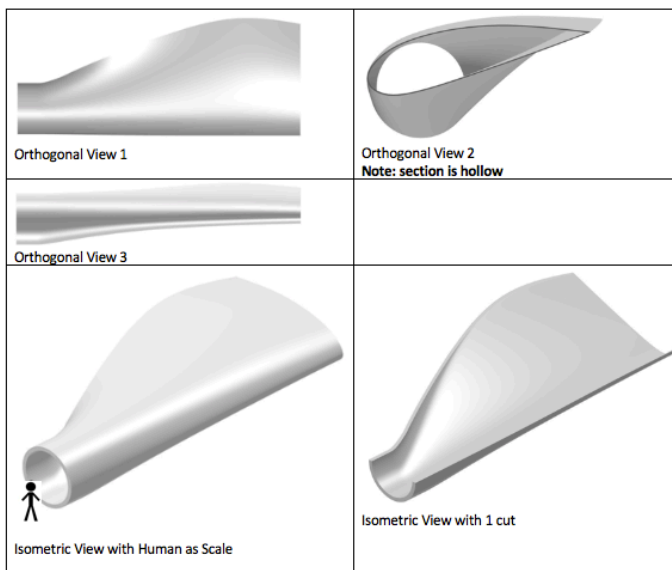 Orthogonal View 1
Orthogonal View 2
Note: section is hollow
Orthogonal View 3
Isometric View with Human as Scale
Isometric View with 1 cut